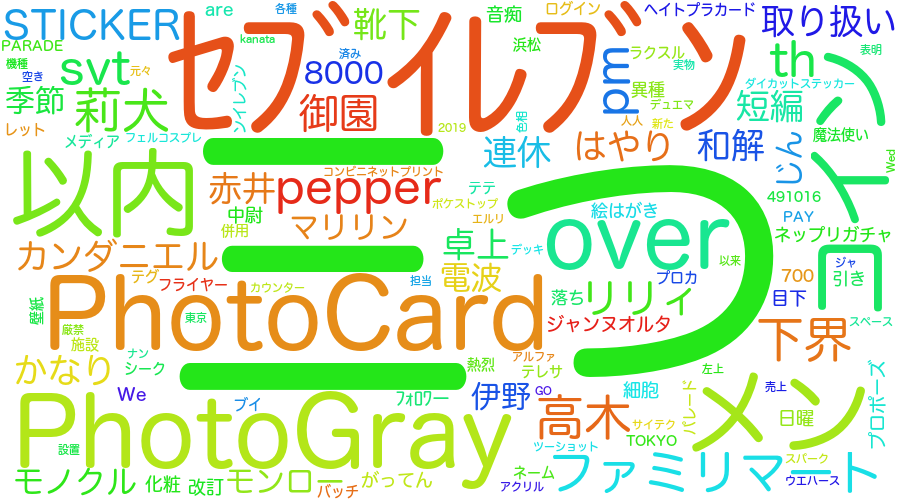 STICKER
are
各種
靴下
音痴
ログイン
ヘイトプラカード
取り扱い
PARADE
kanata
済み
浜松
ラクスル
表明
機種
空き
元々
svt
セブイレブン
8000
pm
実物
th
季節
莉犬
ソイレブン
御園
異種
デュエマ
短編
ダイカットステッカー
レット
メディア
フェルコスプレ
2019
色相
人人
新た
魔法使い
連休
はやり
和解
じん
Wed
以内
コンビニネットプリント
赤井
pepper
テテ
ポケストップ
491016
中尉
併用
マリリン
エルリ
絵はがき
PAY
over
ネップリガチャ
カンダニエル
卓上
デッキ
以来
ジャ
テグ
フライヤー
カウンター
担当
電波
プロカ
700
引き
PhotoCard
落ち
リリィ
目下
壁紙
東京
ジャンヌオルタ
スペース
厳禁
施設
下界
ナン
かなり
シーク
熱烈
アルファ
テレサ
左上
We
フォロワー
伊野
GO
細胞
パレード
売上
メン
プロポーズ
PhotoGray
ブイ
高木
サイテク
日曜
TOKYO
設置
ツーショット
スパーク
モノクル
化粧
改訂
モンロー
がってん
ネーム
ファミリマート
バッチ
アクリル
ウエハース